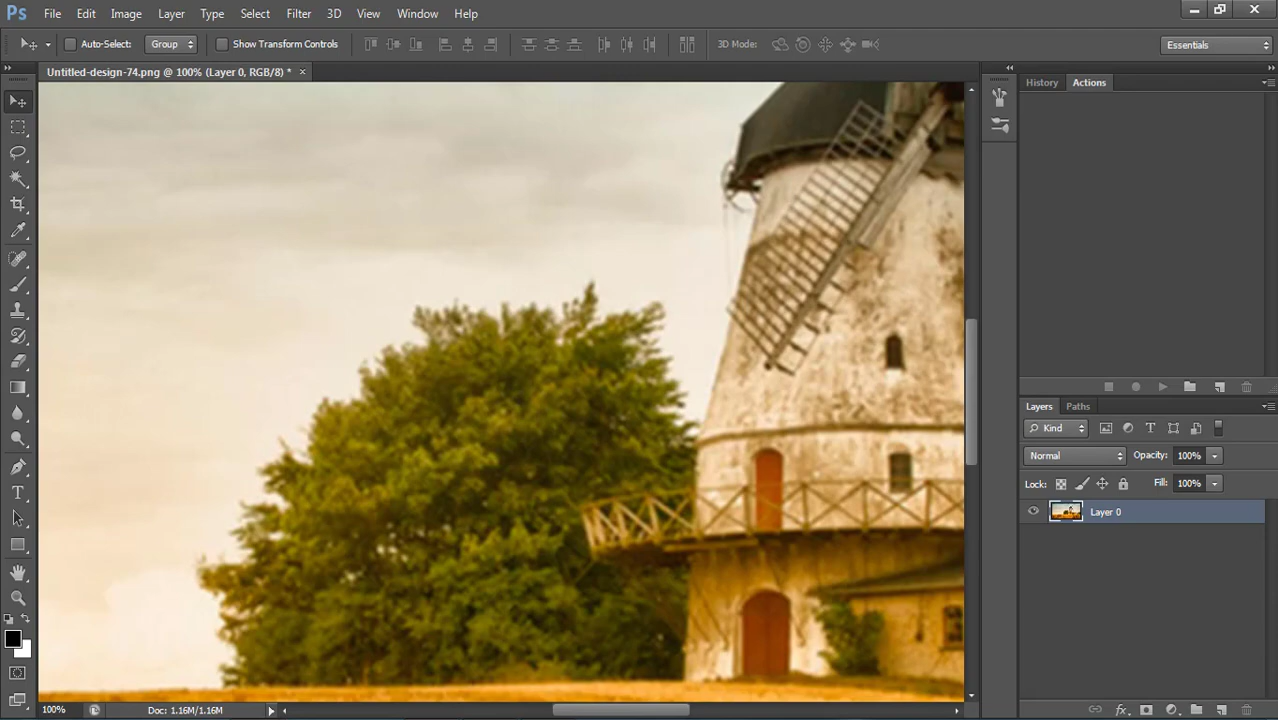 Ps File Edit Image Layer Type Select Filter 3D View Window Help
Auto-Select: Group Show Transform Controls 3D Mode: Essentials
Untitled-design-74.png @ 100% (Layer 0, RGB/8) * ×
History Actions
Layers Paths
Kind
Normal Opacity: 100%
Lock: Fill: 100%
Layer 0
100% Doc: 1.16M/1.16M